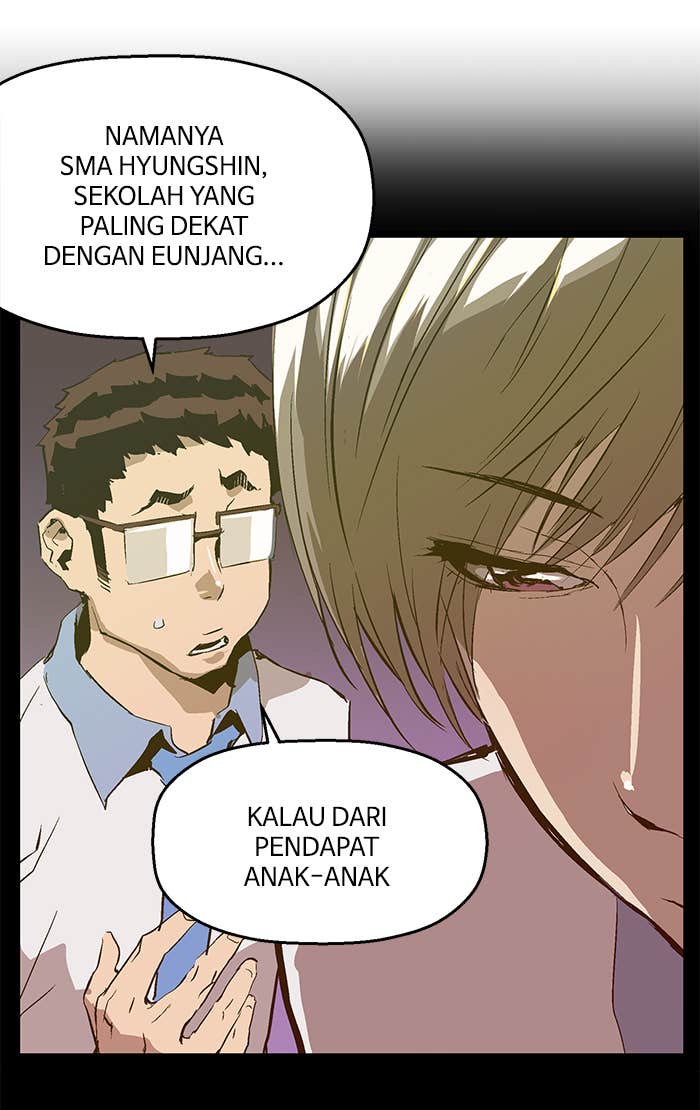 NAMANYA
SMA HYUNGSHIN,
SEKOLAH YANG
PALING DEKAT
DENGAN EUNJANG...
KALAU DARI
PENDAPAT
ANAK-ANAK